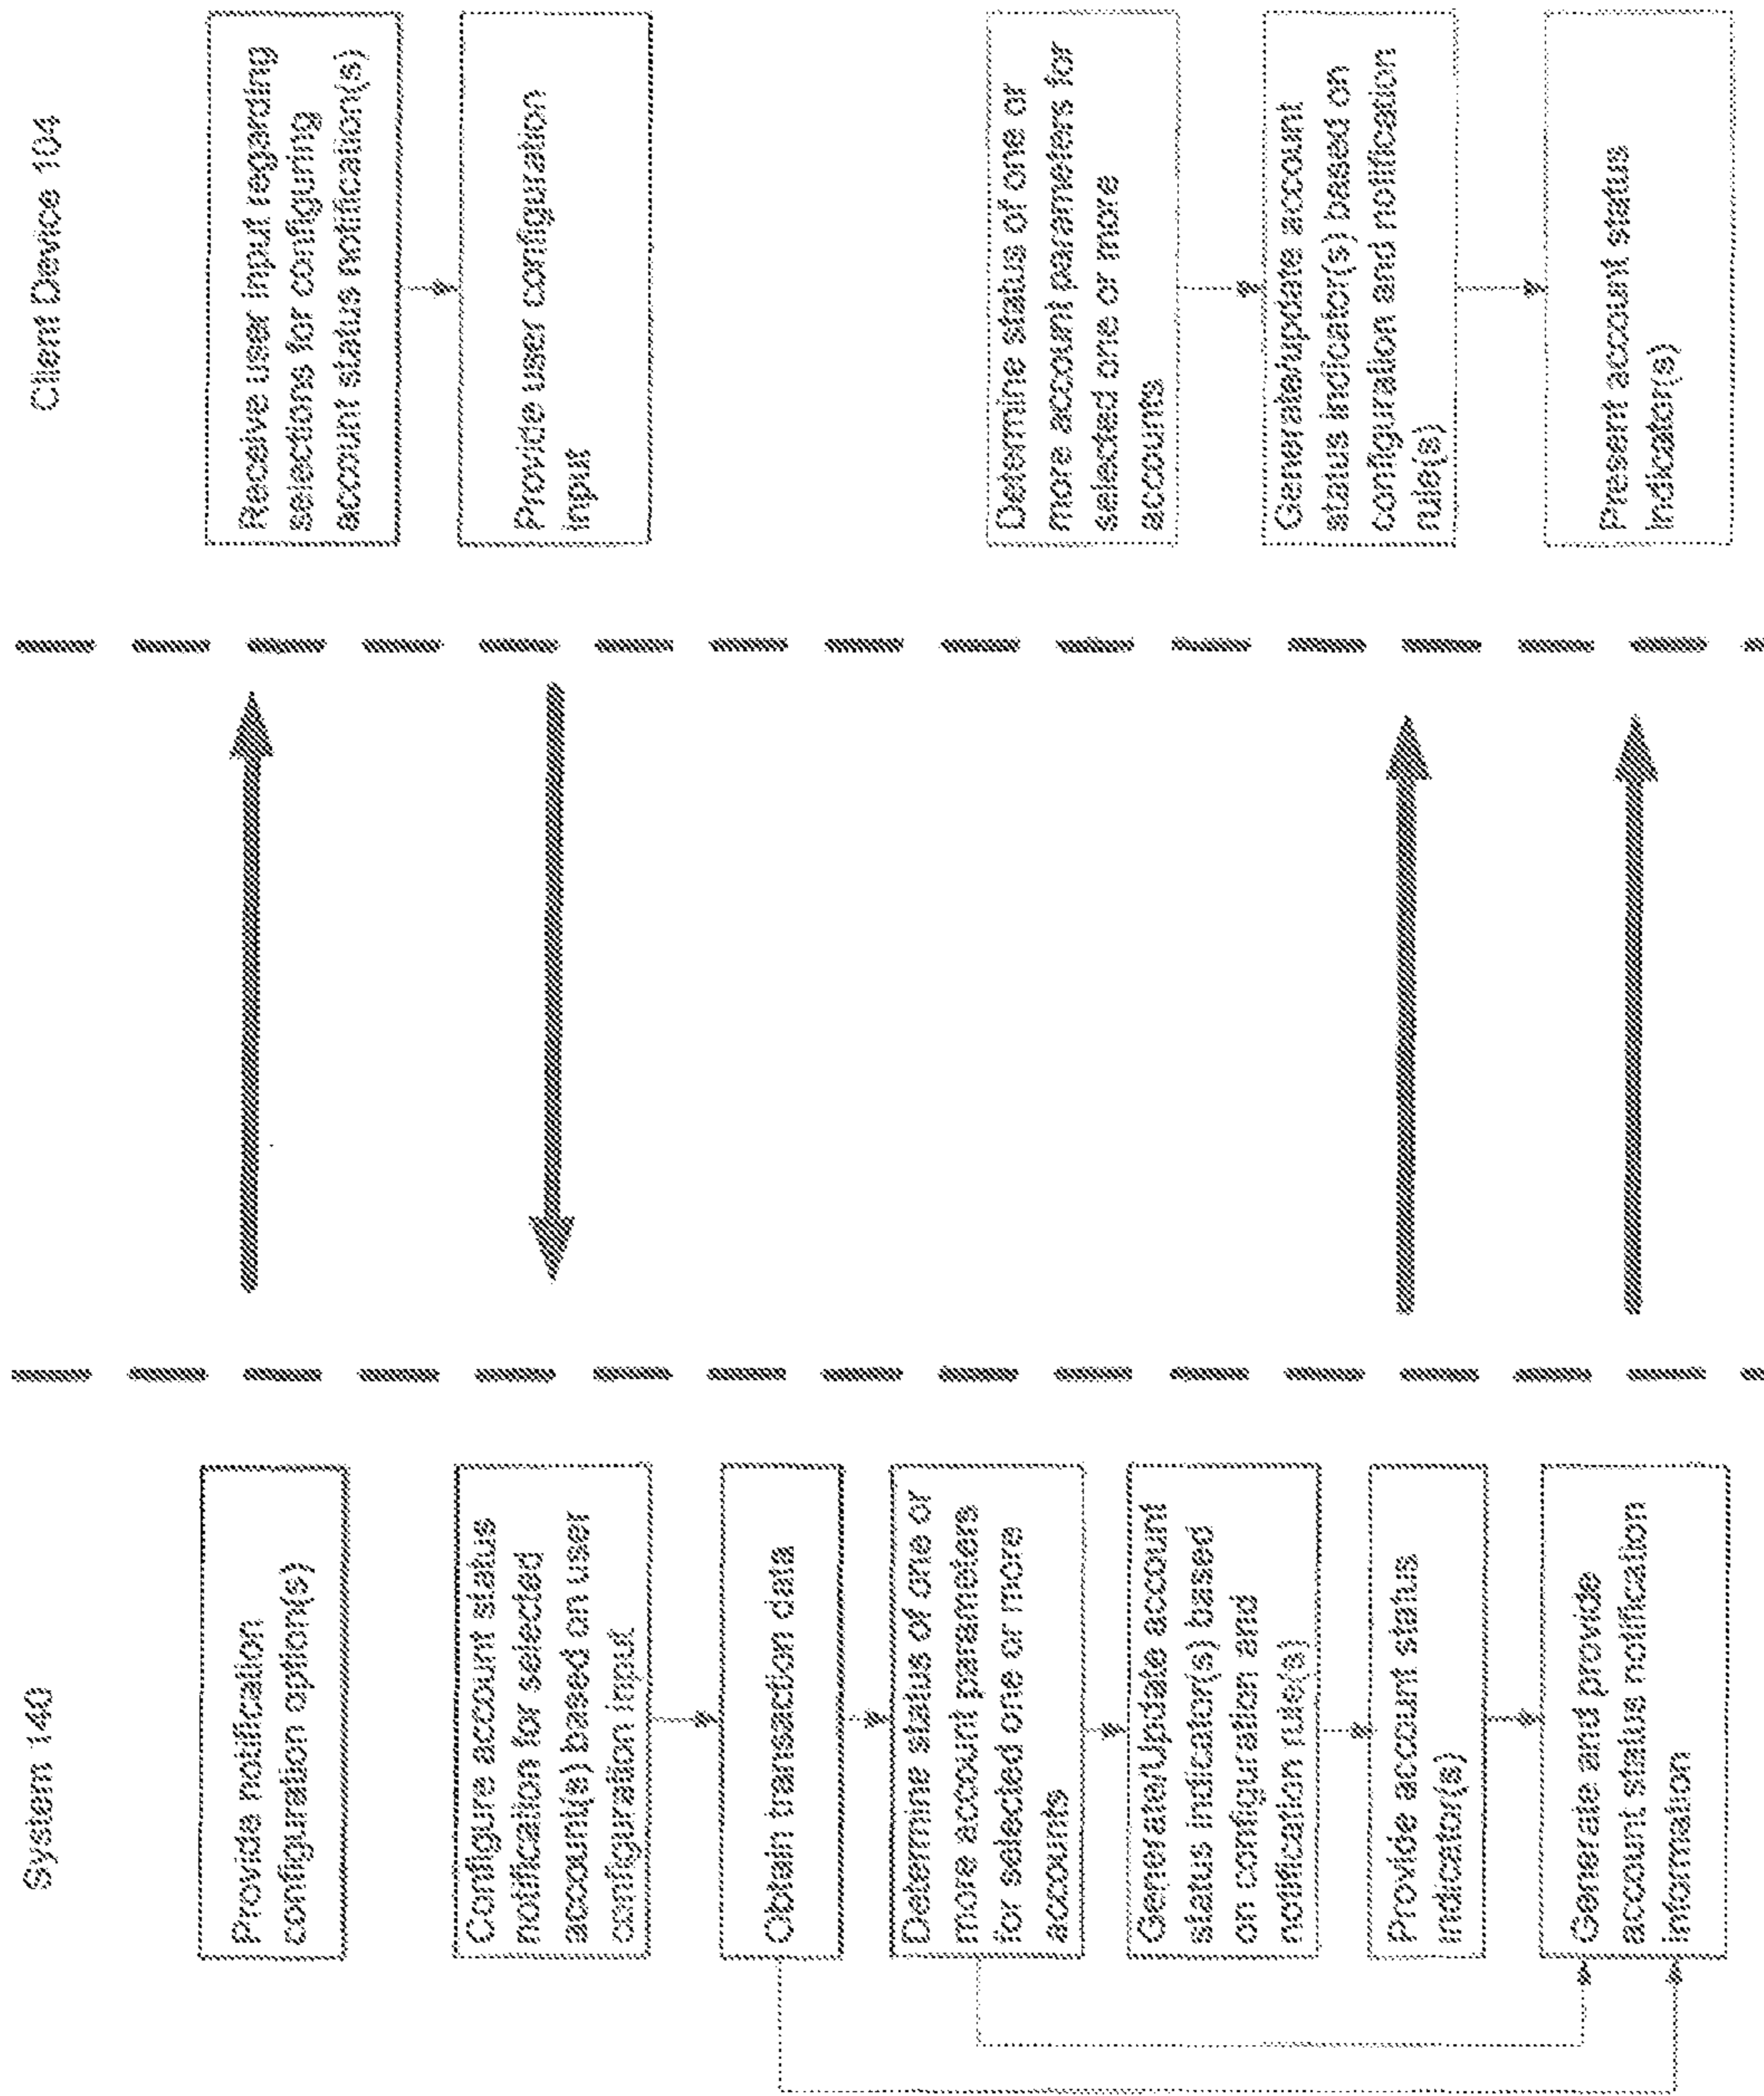 System 140
Provide notification
configuration option(s)
Configure account status
notification for selected
account(s) based on user
configuration input
Obtain transaction data
Determine status of one or
more account parameters
for selected one or more
accounts
Generate/Update account
status indicator(s) based
on configuration and
notification rule(s)
Provide account status
indicator(s)
Generate and provide
account status notification
information
Client Device 104
Receive user input regarding
selections for configuring
account status notification(s)
Provide user configuration
input
Determine status of one or
more account parameters for
selected one or more
accounts
Generate/update account
status indicator(s) based on
configuration and notification
rule(s)
Present account status
indicator(s)